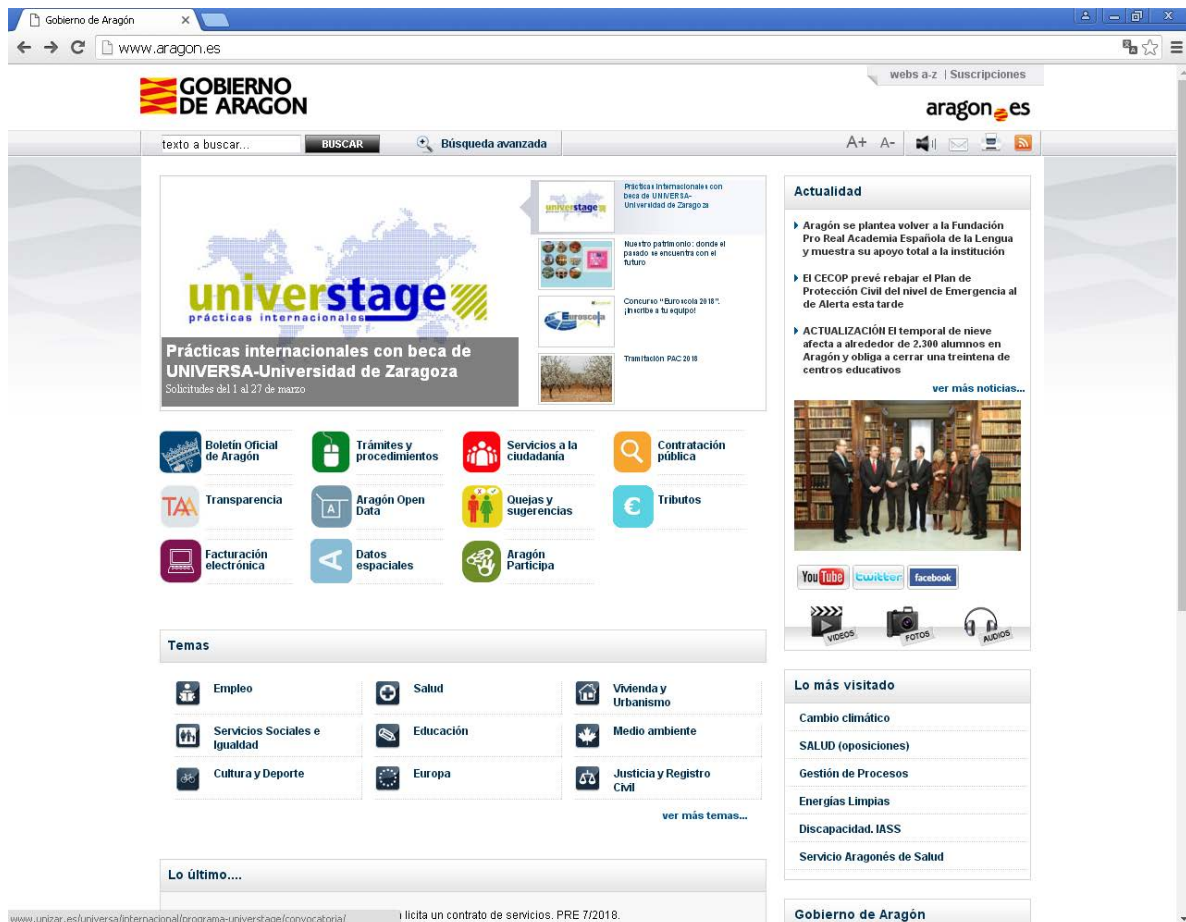 Gobierno de Aragón
www.aragon.es
webs a-z | Suscripciones
GOBIERNO
DE ARAGON
aragon es
texto a buscar...
BUSCAR
Búsqueda avanzada
A+ A-
universtage
prácticas internacionales
Prácticas internacionales con beca de
UNIVERSA-Universidad de Zaragoza
Solicitudes del 1 al 27 de marzo
universtage
Prácticas internacionales con
beca de UNIVERSA-
Universidad de Zaragoza
Nuestro patrimonio: donde el
pasado se encuentra con el
futuro
Euroscola
Concurso "Euroscola 2018".
¡Inscribe a tu equipo!
Tramitación PAC 2018
Boletín Oficial
de Aragón
Trámites y
procedimientos
Servicios a la
ciudadanía
Contratación
pública
TAA
Transparencia
A
Aragón Open
Data
Quejas y
sugerencias
€
Tributos
Facturación
electrónica
A
Datos
espaciales
Aragón
Participa
Temas
Empleo
Salud
Vivienda y
Urbanismo
Servicios Sociales e
Igualdad
Educación
Medio ambiente
Cultura y Deporte
Europa
Justicia y Registro
Civil
ver más temas...
Lo último....
licita un contrato de servicios. PRE 7/2018.
www.unizar.es/universa/internacional/programa-universtage/convocatoria/
Actualidad
Aragón se plantea volver a la Fundación
Pro Real Academia Española de la Lengua
y muestra su apoyo total a la institución
El CECOP prevé rebajar el Plan de
Protección Civil del nivel de Emergencia al
de Alerta esta tarde
ACTUALIZACIÓN El temporal de nieve
afecta a alrededor de 2.300 alumnos en
Aragón y obliga a cerrar una treintena de
centros educativos
ver más noticias...
YouTube
twitter
facebook
VIDEOS
FOTOS
AUDIOS
Lo más visitado
Cambio climático
SALUD (oposiciones)
Gestión de Procesos
Energías Limpias
Discapacidad. IASS
Servicio Aragonés de Salud
Gobierno de Aragón